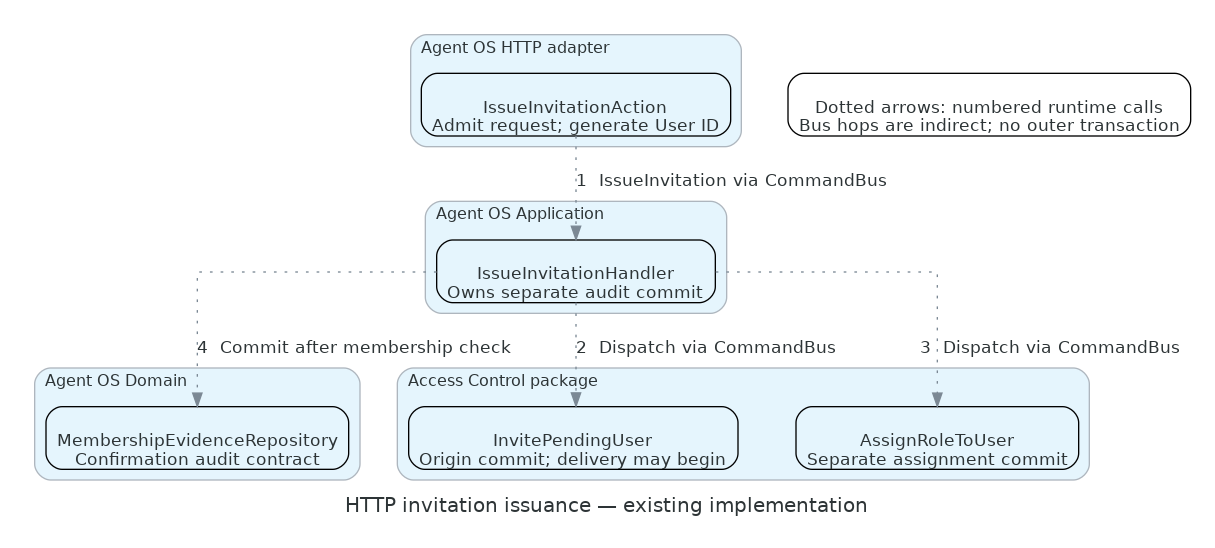 Agent OS HTTP adapter
IssueInvitationAction
Admit request; generate User ID
Dotted arrows: numbered runtime calls
Bus hops are indirect; no outer transaction
1 IssueInvitation via CommandBus
Agent OS Application
IssueInvitationHandler
Owns separate audit commit
4 Commit after membership check
2 Dispatch via CommandBus
3 Dispatch via CommandBus
Agent OS Domain
MembershipEvidenceRepository
Confirmation audit contract
Access Control package
InvitePendingUser
Origin commit; delivery may begin
AssignRoleToUser
Separate assignment commit
HTTP invitation issuance — existing implementation